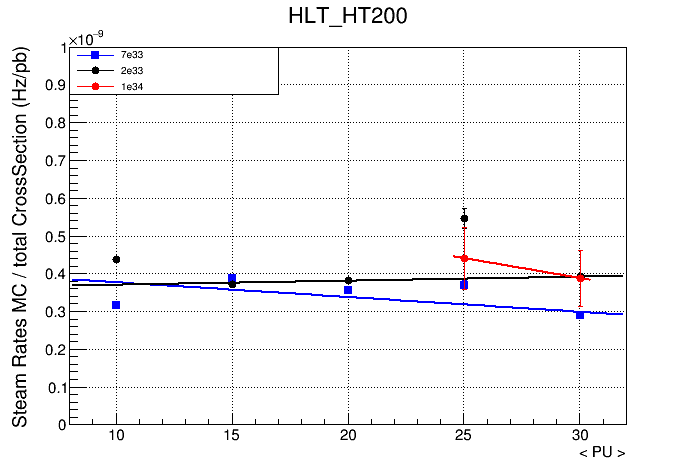 HLT_HT200
Steam Rates MC / total CrossSection (Hz/pb)
×10⁻⁹
7e33
2e33
1e34
1
0.9
0.8
0.7
0.6
0.5
0.4
0.3
0.2
0.1
0
10 15 20 25 30
< PU >